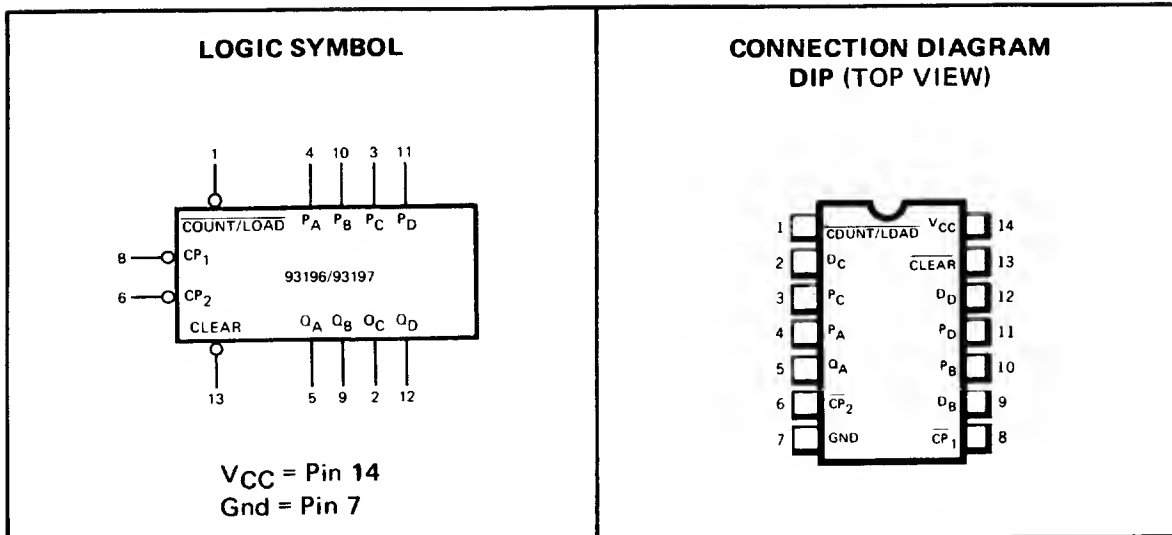 LOGIC SYMBOL
1 4 10 3 11
COUNT/LOAD PA PB PC PD
8 CP1
93196/93197
6 CP2
CLEAR QA QB QC QD
13 5 9 2 12
VCC = Pin 14
Gnd = Pin 7
CONNECTION DIAGRAM
DIP (TOP VIEW)
1 COUNT/LOAD VCC 14
2 DC CLEAR 13
3 PC DD 12
4 PA PD 11
5 QA PB 10
6 CP2 DB 9
7 GND CP1 8